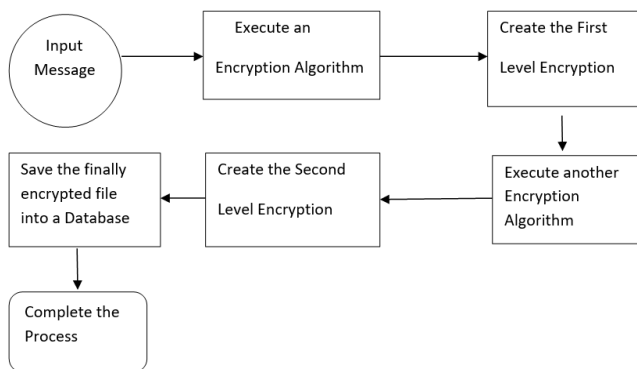 Input
Message
Execute an
Encryption Algorithm
Create the First
Level Encryption
Execute another
Encryption
Algorithm
Create the Second
Level Encryption
Save the finally
encrypted file
into a Database
Complete the
Process